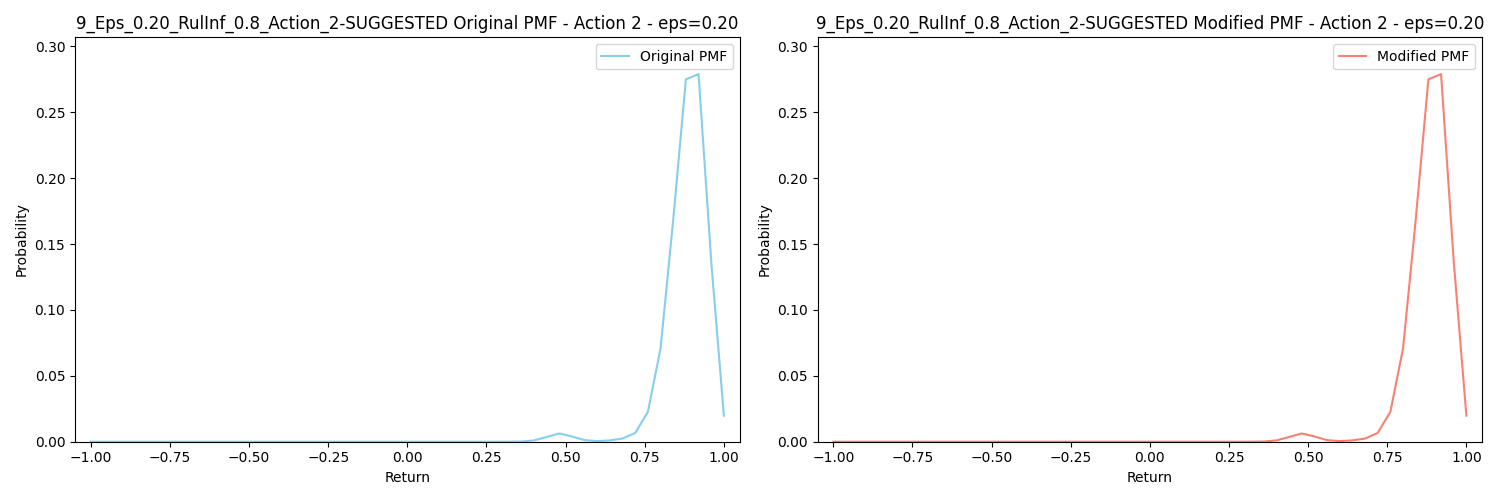 9_Eps_0.20_RulInf_0.8_Action_2-SUGGESTED Original PMF - Action 2 - eps=0.20
Original PMF
0.30
0.25
0.20
0.15
0.10
0.05
0.00
Probability
−1.00 −0.75 −0.50 −0.25 0.00 0.25 0.50 0.75 1.00
Return
9_Eps_0.20_RulInf_0.8_Action_2-SUGGESTED Modified PMF - Action 2 - eps=0.20
Modified PMF
0.30
0.25
0.20
0.15
0.10
0.05
0.00
Probability
−1.00 −0.75 −0.50 −0.25 0.00 0.25 0.50 0.75 1.00
Return